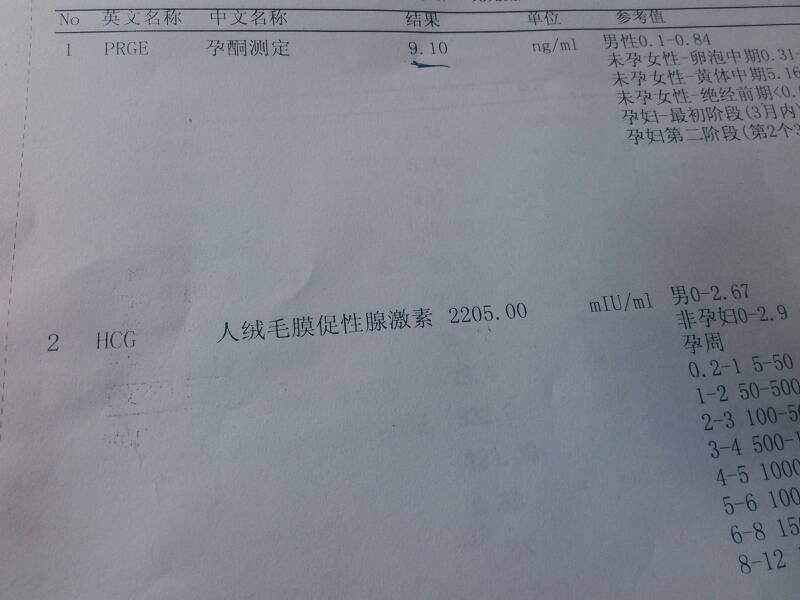 No 英文名称 中文名称 结果 单位 参考值
1 PRGE 孕酮测定 9.10 ng/ml 男性0.1-0.84
未孕女性-卵泡中期0.31-
未孕女性-黄体中期5.16
未孕女性-绝经前期<0.
孕妇-最初阶段(3月内)
孕妇第二阶段(第2个3
2 HCG 人绒毛膜促性腺激素 2205.00 mIU/ml 男0-2.67
非孕妇0-2.9
孕周
0.2-1 5-50
1-2 50-500
2-3 100-50
3-4 500-1
4-5 1000
5-6 100
6-8 150
8-12